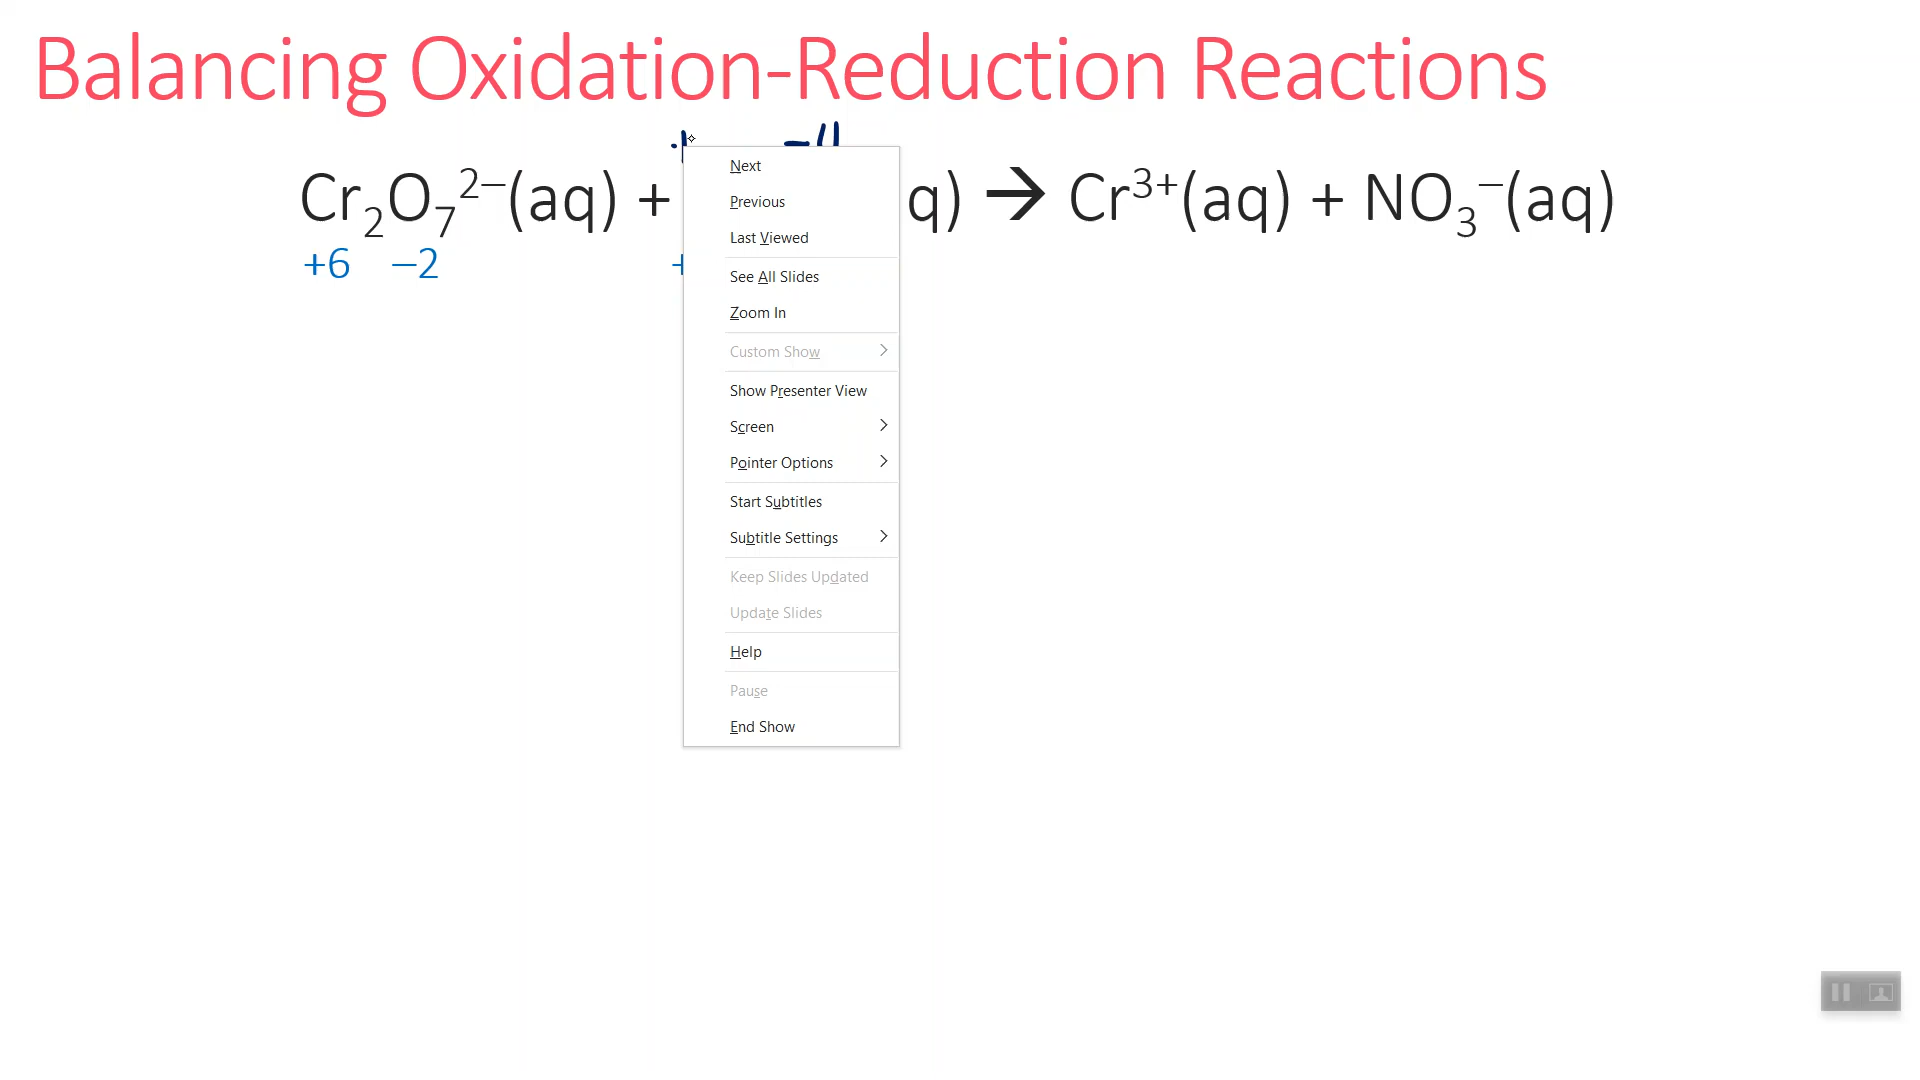 Balancing Oxidation-Reduction Reactions
Cr₂O₇²⁻(aq) + q) → Cr³⁺(aq) + NO₃⁻(aq)
+6 −2 +
Next
Previous
Last Viewed
See All Slides
Zoom In
Custom Show
Show Presenter View
Screen
Pointer Options
Start Subtitles
Subtitle Settings
Keep Slides Updated
Update Slides
Help
Pause
End Show